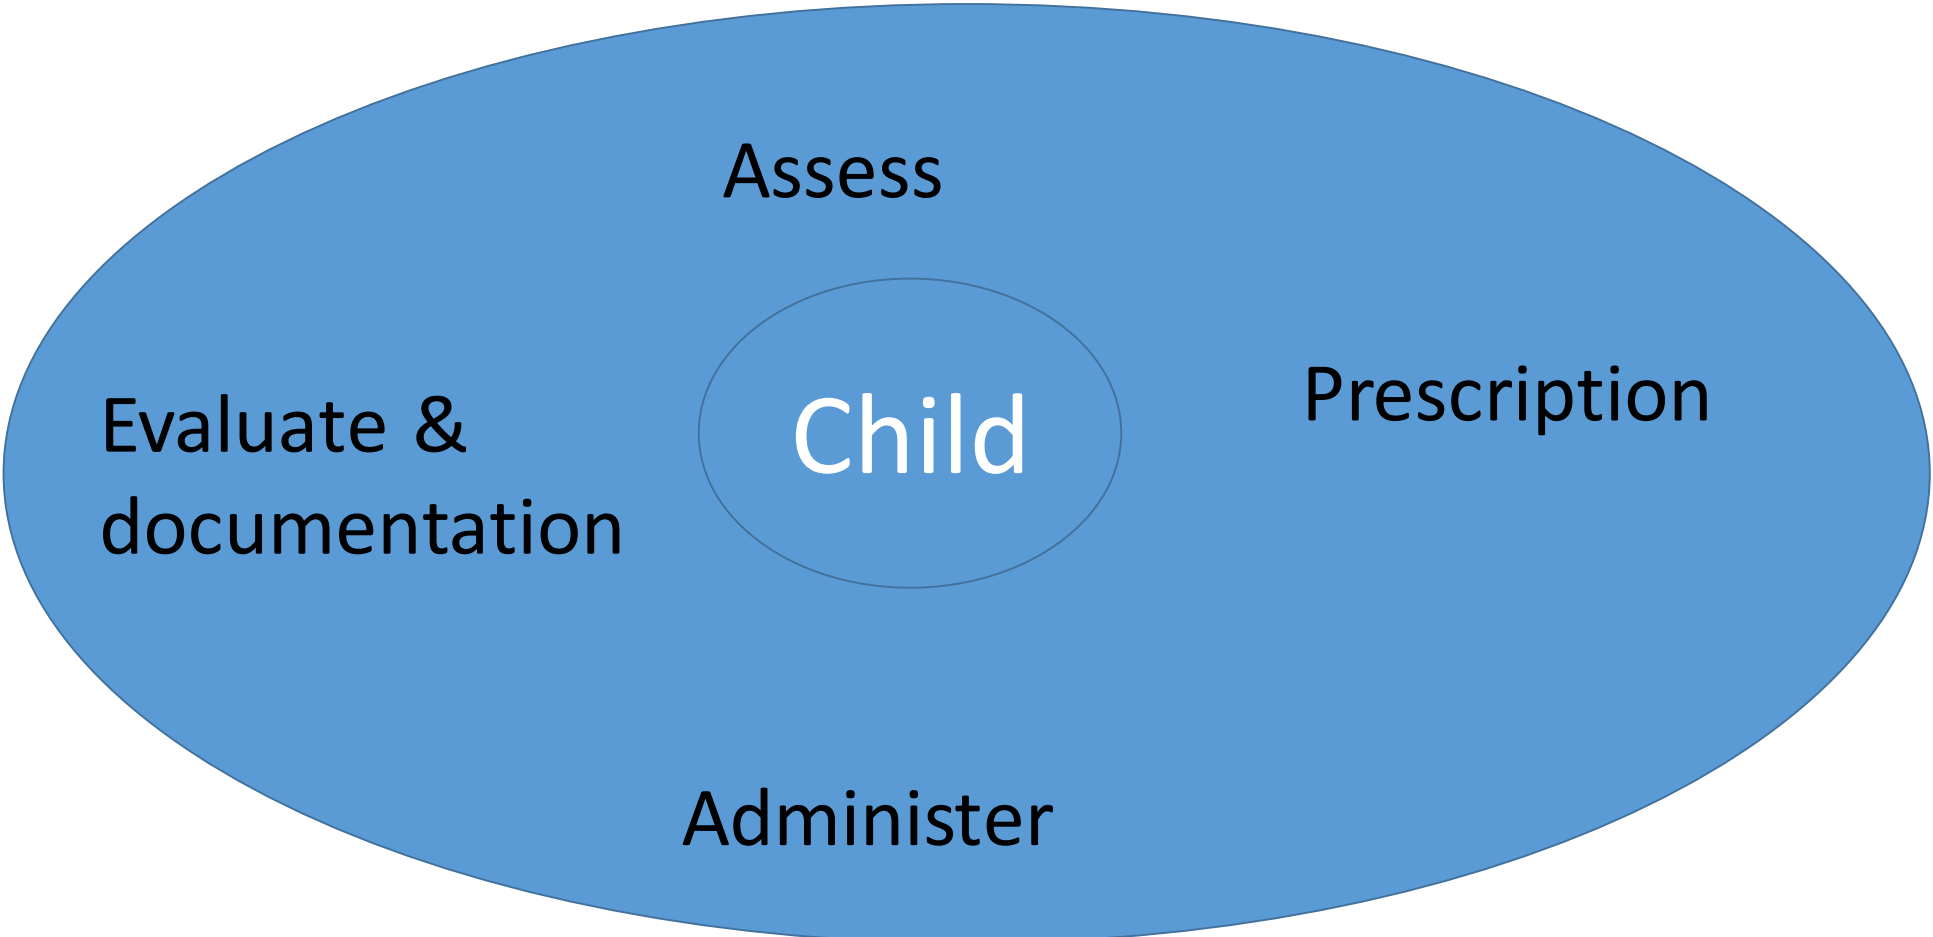 Assess
Prescription
Evaluate &
documentation
Child
Administer